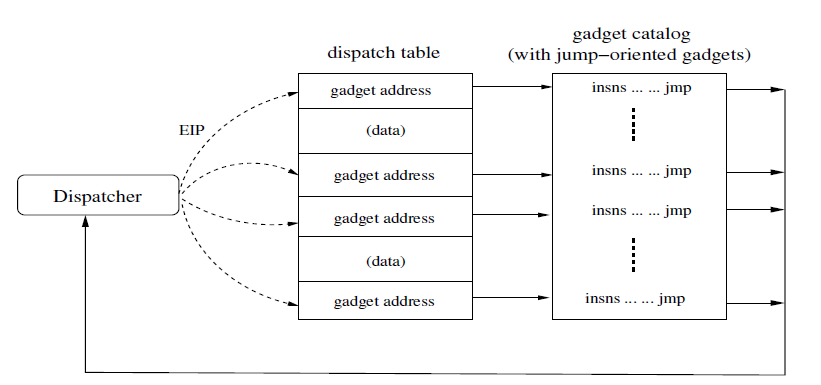 gadget catalog
dispatch table
(with jump−oriented gadgets)
gadget address
insns ... ... jmp
EIP
(data)
gadget address
insns ... ... jmp
Dispatcher
gadget address
insns ... ... jmp
(data)
gadget address
insns ... ... jmp